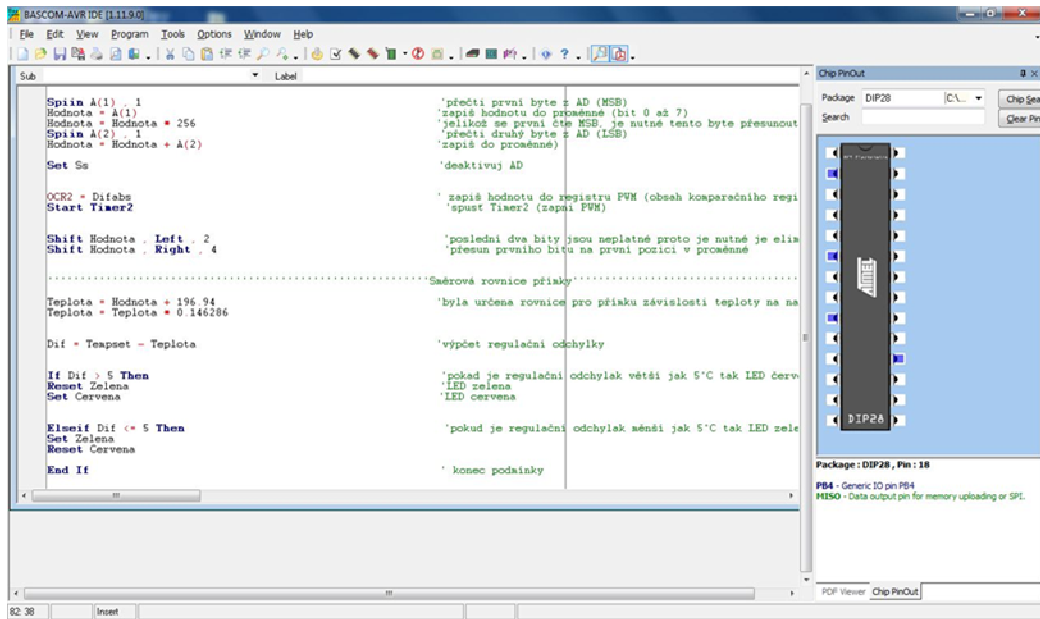 BASCOM-AVR IDE [1.11.9.0]
File Edit View Program Tools Options Window Help
Sub Label
Spiin A(1) , 1 'přečti první byte z AD (MSB)
Hodnota = A(1) 'zapiš hodnotu do proměnné (bit 0 až 7)
Hodnota = Hodnota * 256 'jelikož se první čte MSB, je nutné tento byte přesunout
Spiin A(2) , 1 'přečti druhý byte z AD (LSB)
Hodnota = Hodnota + A(2) 'zapiš do proměnné)
Set Ss 'deaktivuj AD
OCR2 = Difabs ' zapiš hodnotu do registru PWM (obsah komparačního regi
Start Timer2 'spusť Timer2 (zapni PWM)
Shift Hodnota , Left , 2 'poslední dva bity jsou neplatné proto je nutné je elim
Shift Hodnota , Right , 4 'přesun prvního bitu na první pozici v proměnné
'Směrová rovnice přímky'
Teplota = Hodnota + 196.94 'byla určena rovnice pro přímku závislosti teploty na na
Teplota = Teplota * 0.146286
Dif = Tempset - Teplota 'výpčet regulační odchylky
If Dif > 5 Then 'pokad je regulační odchylak větší jak 5°C tak LED červ
Reset Zelena 'LED zelena
Set Cervena 'LED cervena
Elseif Dif <= 5 Then 'pokud je regulační odchylak ménší jak 5°C tak LED zele
Set Zelena
Reset Cervena
End If ' konec podmínky
82: 38 Insert
Chip PinOut
Package DIP28 C:\... Chip Sea
Search Clear Pin
DIP28
Package : DIP28 , Pin : 18
PB4 - Generic IO pin PB4
MISO - Data output pin for memory uploading or SPI.
PDF Viewer Chip PinOut